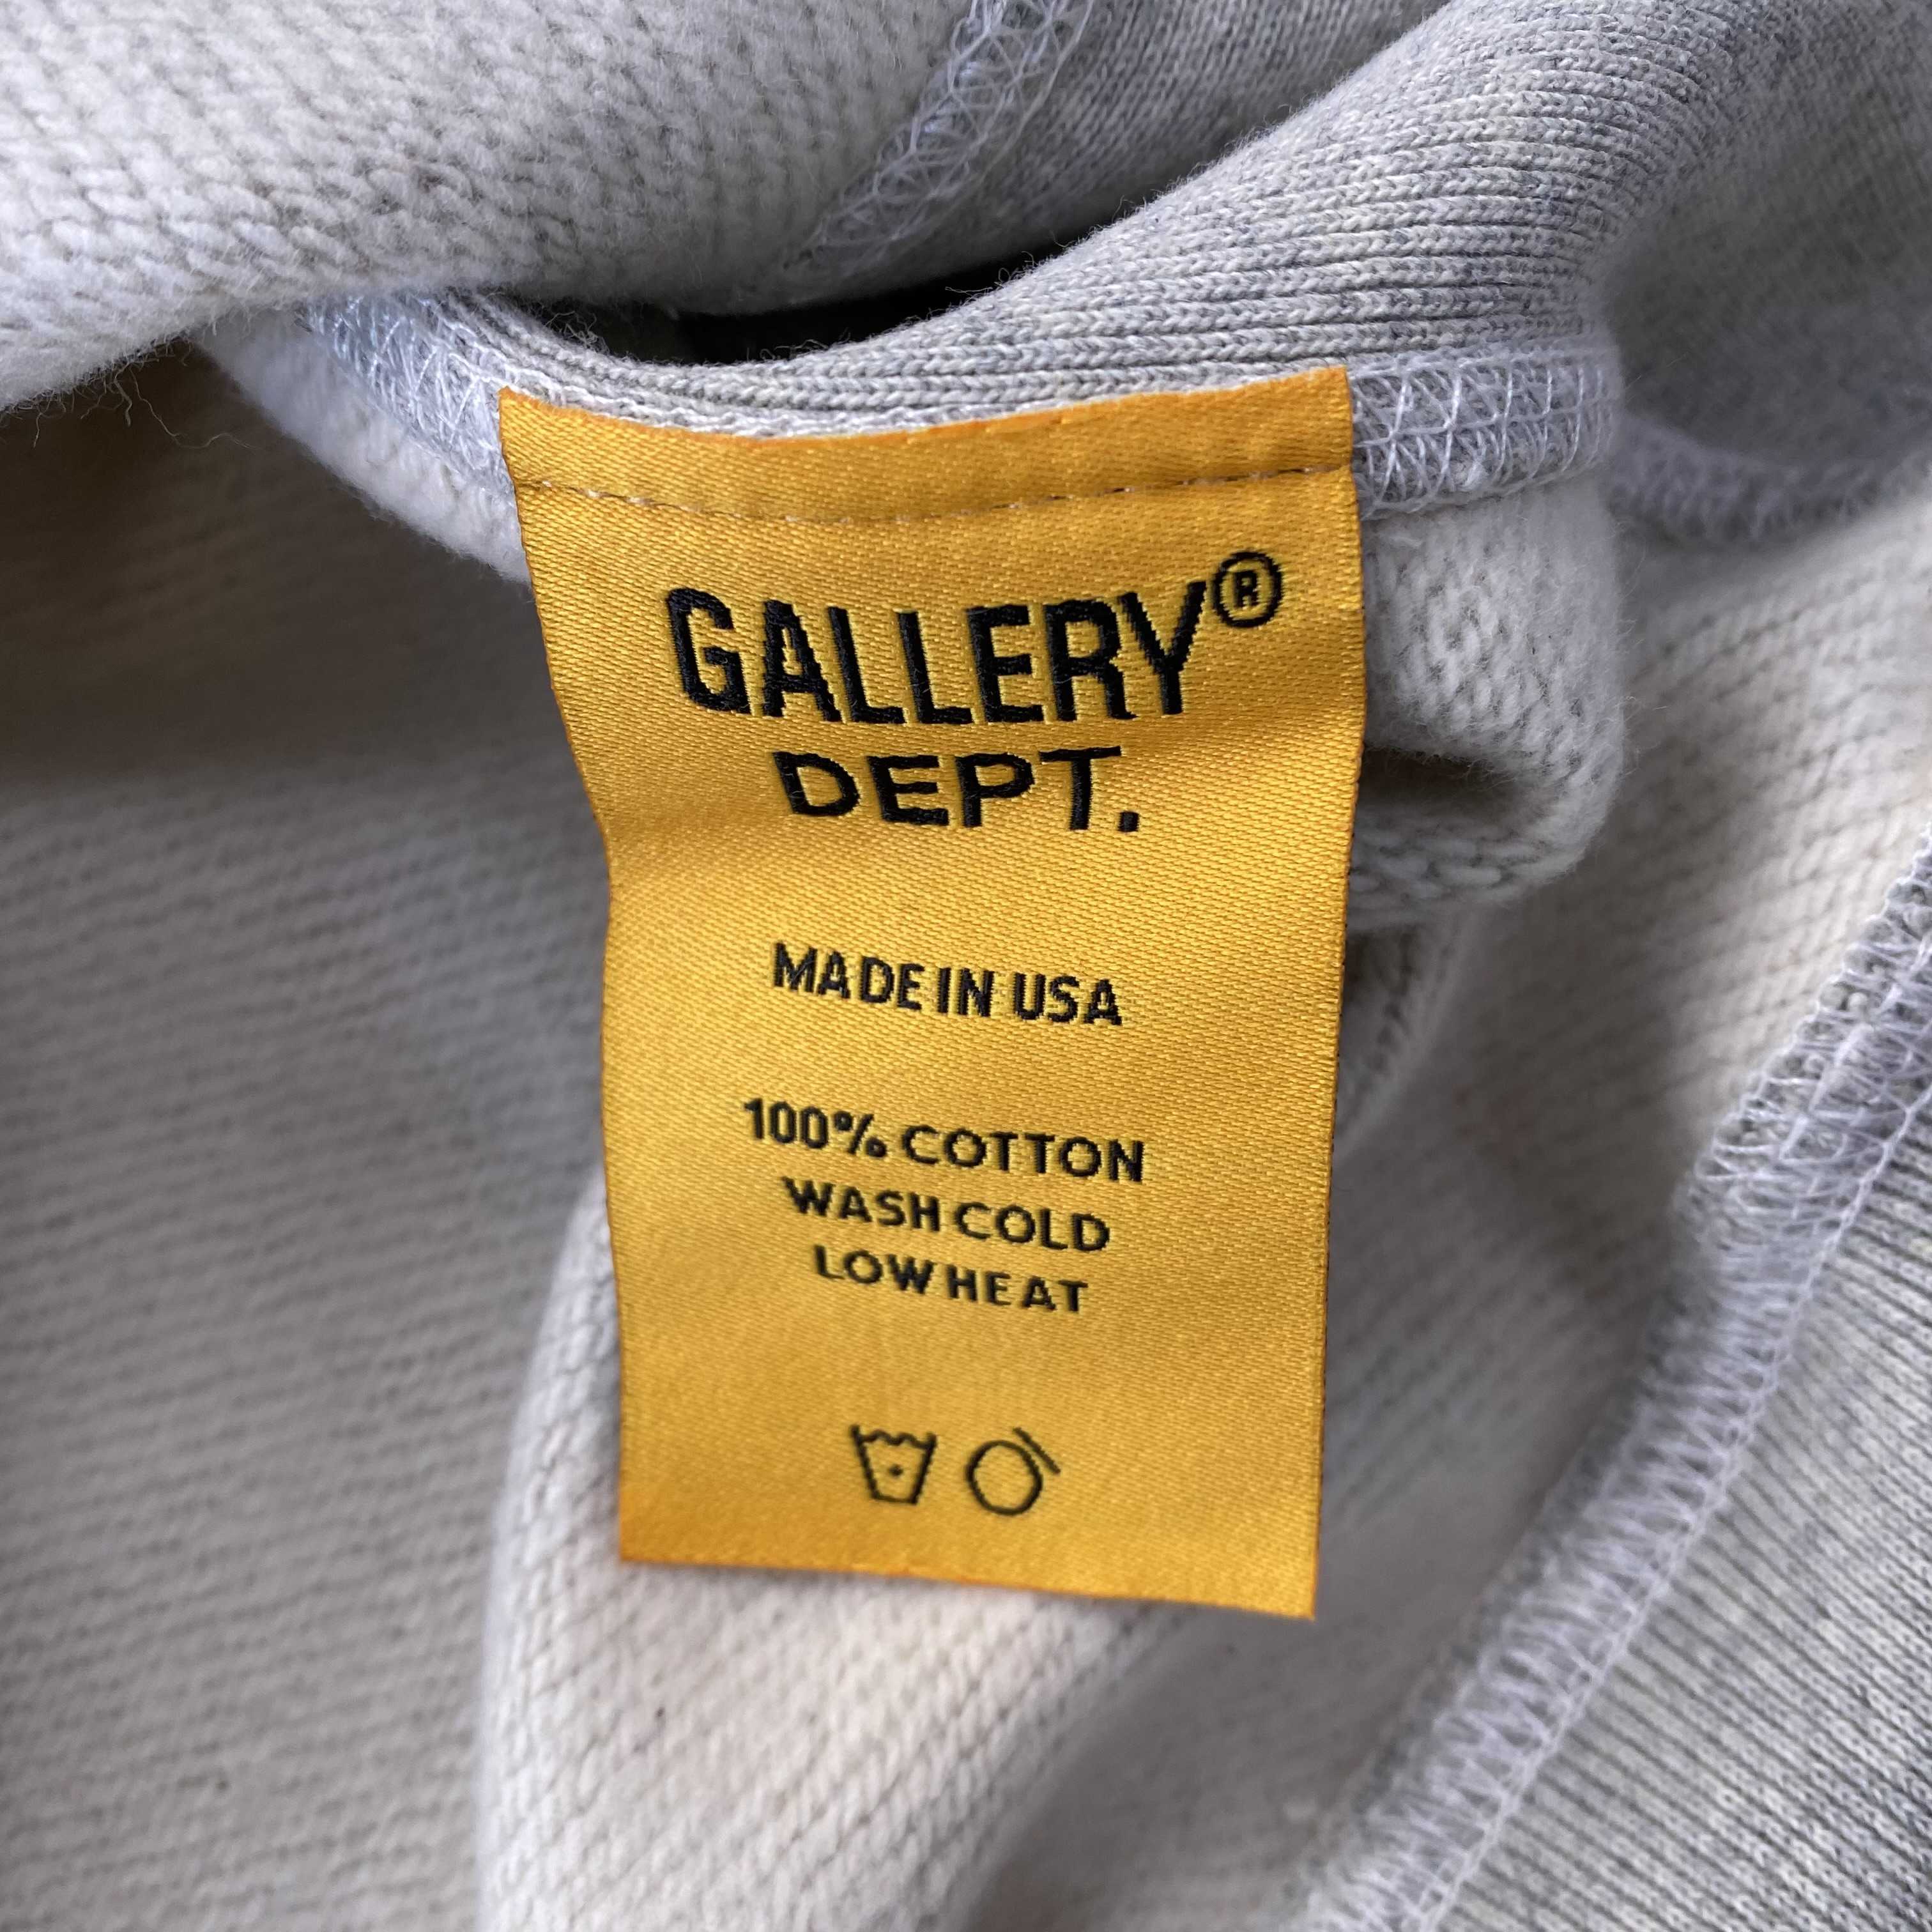 GALLERY®
DEPT.
MADE IN USA
100% COTTON
WASH COLD
LOW HEAT